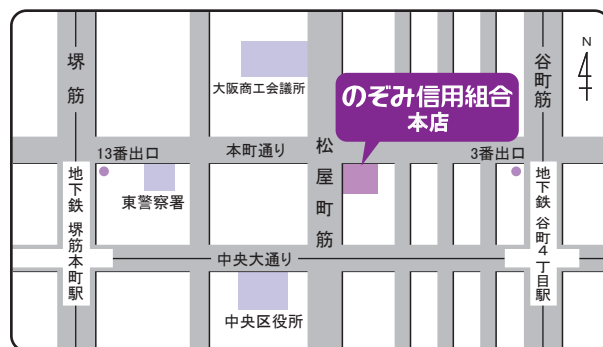 堺筋
大阪商工会議所
のぞみ信用組合
本店
谷町筋
N
13番出口
本町通り
松屋町筋
3番出口
地下鉄 堺筋本町駅
東警察署
地下鉄 谷町4丁目駅
中央大通り
中央区役所